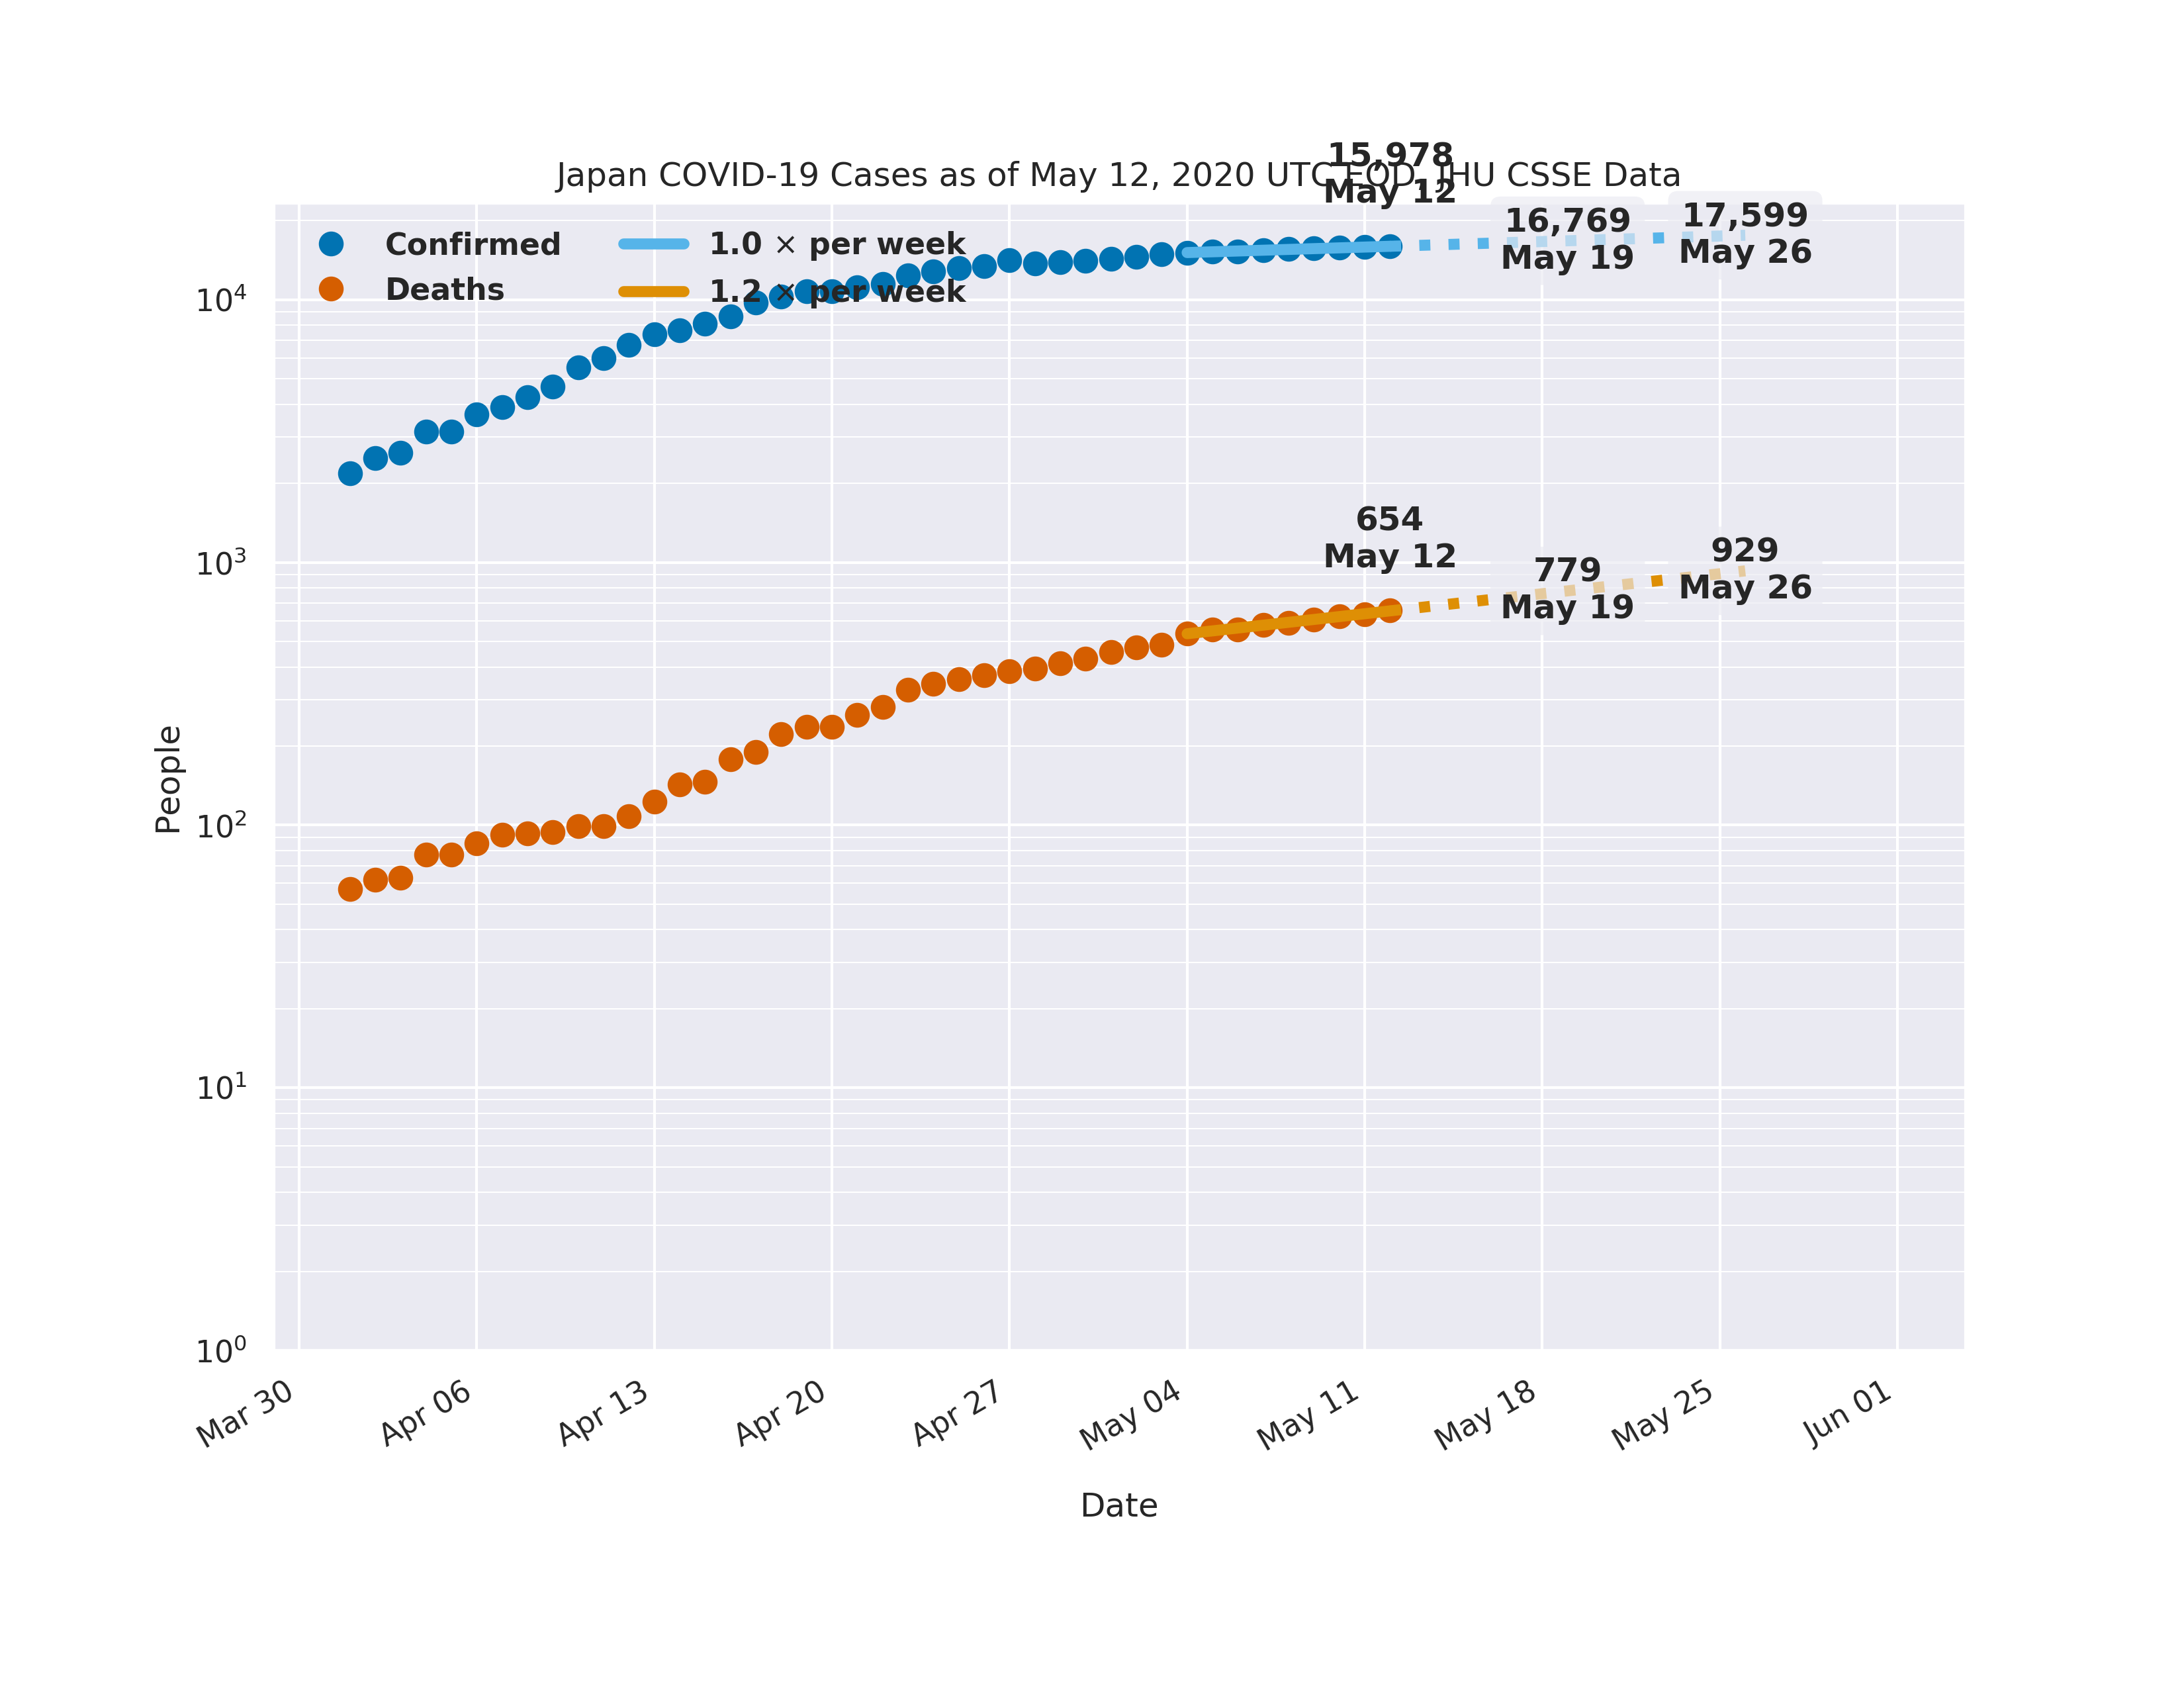 15,978
May 12
Japan COVID-19 Cases as of May 12, 2020 UTC EOD, JHU CSSE Data
16,769
May 19
17,599
May 26
Confirmed
Deaths
1.0 × per week
1.2 × per week
654
May 12
779
May 19
929
May 26
People
10⁴
10³
10²
10¹
10⁰
Mar 30
Apr 06
Apr 13
Apr 20
Apr 27
May 04
May 11
May 18
May 25
Jun 01
Date